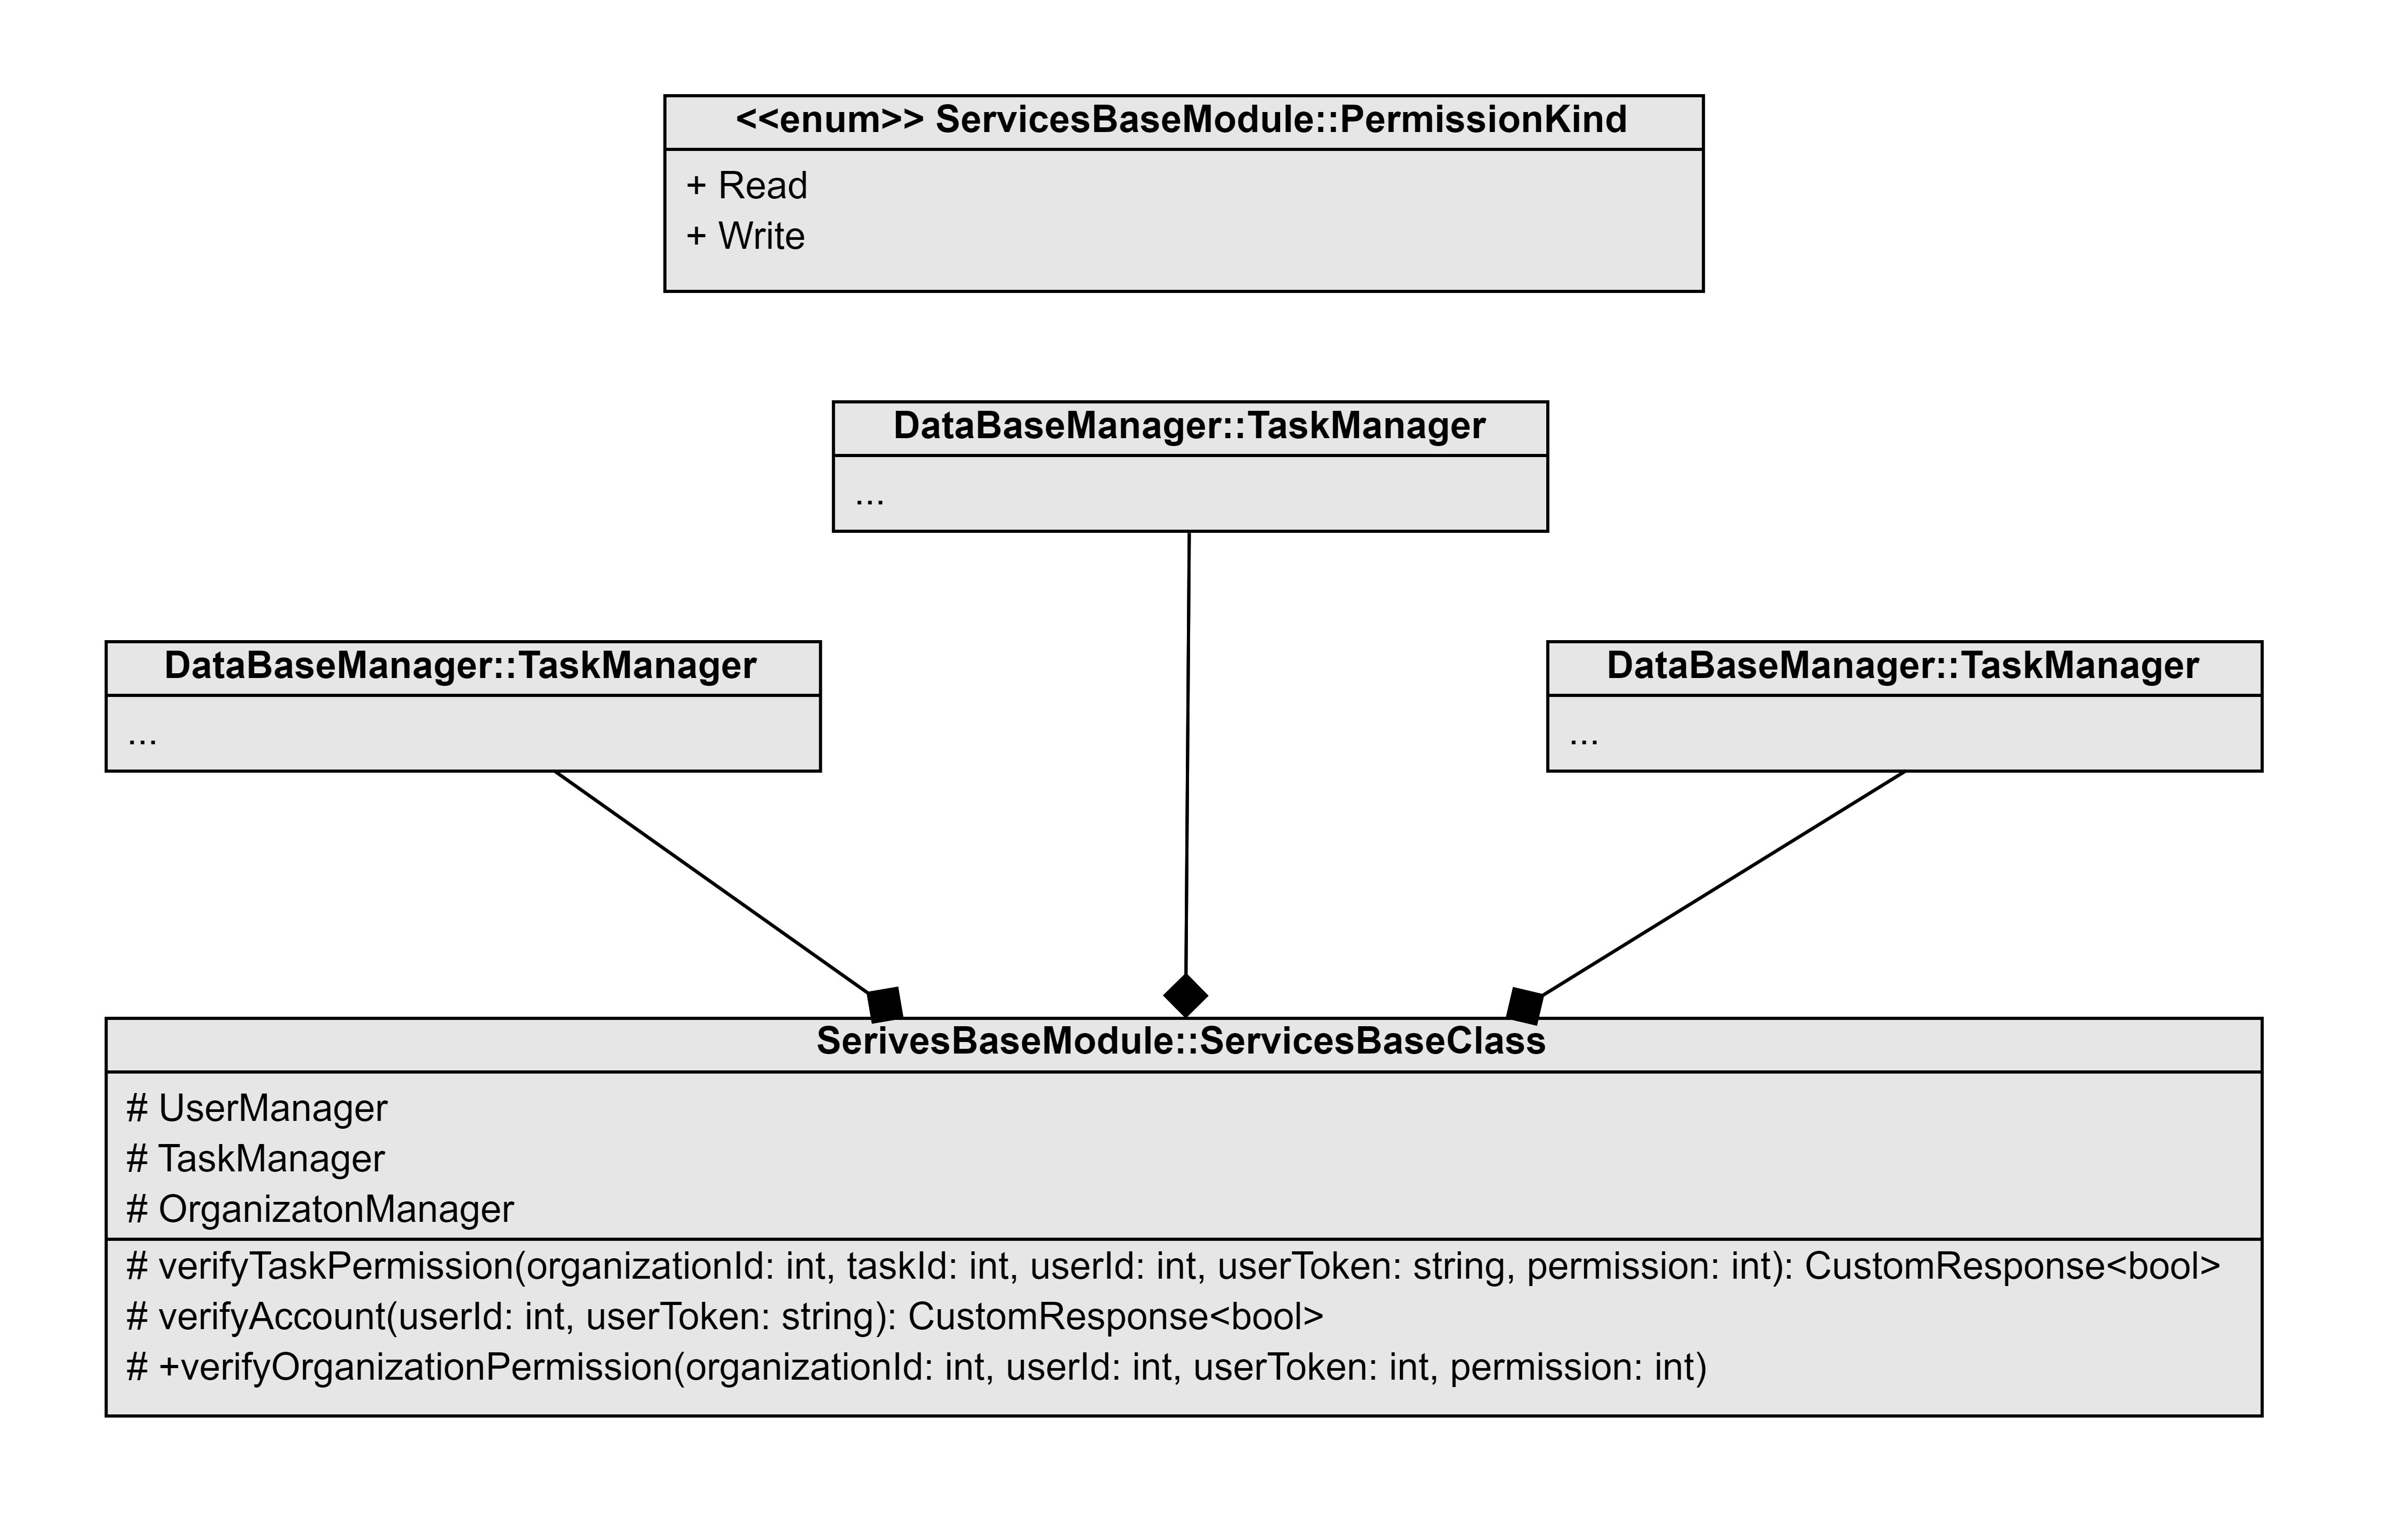 <<enum>> ServicesBaseModule::PermissionKind
+ Read
+ Write
DataBaseManager::TaskManager
...
DataBaseManager::TaskManager
...
DataBaseManager::TaskManager
...
SerivesBaseModule::ServicesBaseClass
# UserManager
# TaskManager
# OrganizatonManager
# verifyTaskPermission(organizationId: int, taskId: int, userId: int, userToken: string, permission: int): CustomResponse<bool>
# verifyAccount(userId: int, userToken: string): CustomResponse<bool>
# +verifyOrganizationPermission(organizationId: int, userId: int, userToken: int, permission: int)